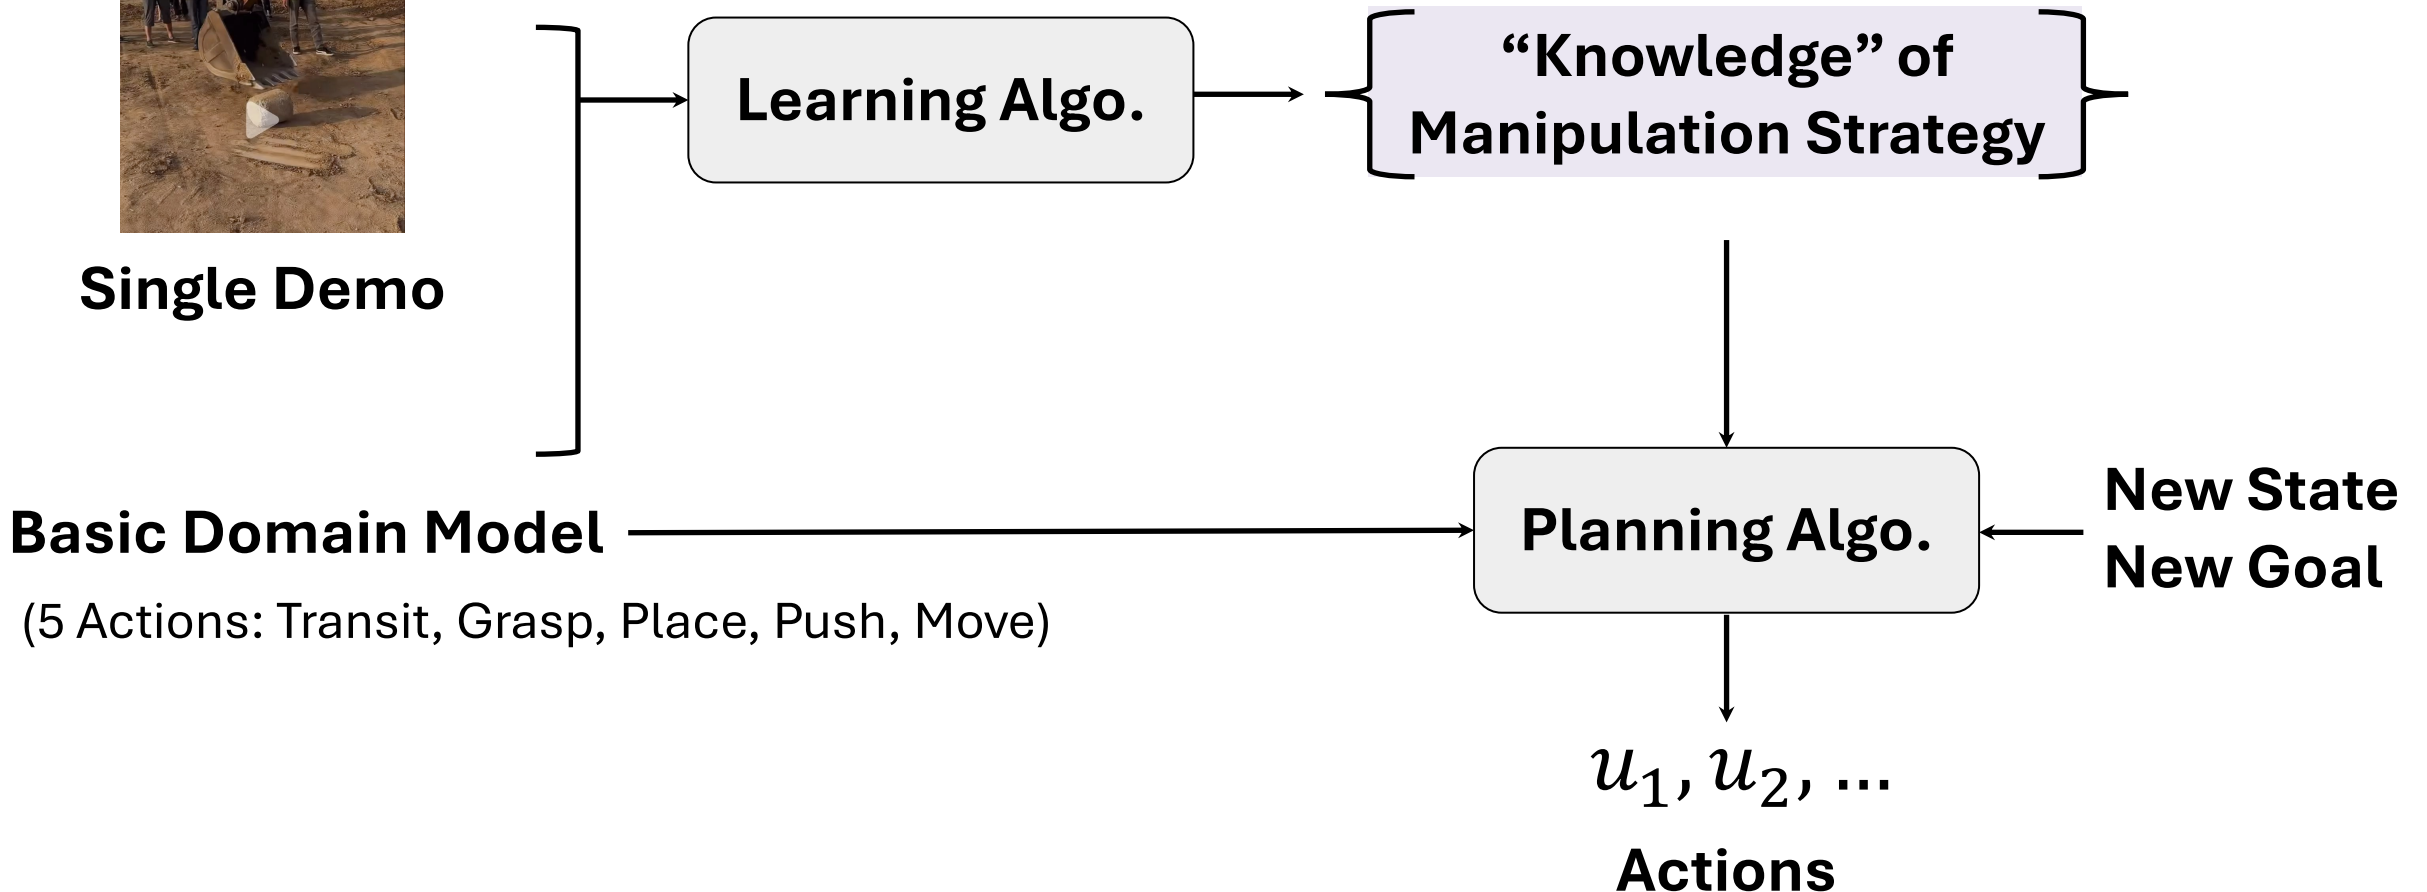 Learning Algo.
“Knowledge” of
Manipulation Strategy
Single Demo
Basic Domain Model
(5 Actions: Transit, Grasp, Place, Push, Move)
Planning Algo.
New State
New Goal
u₁, u₂, ...
Actions